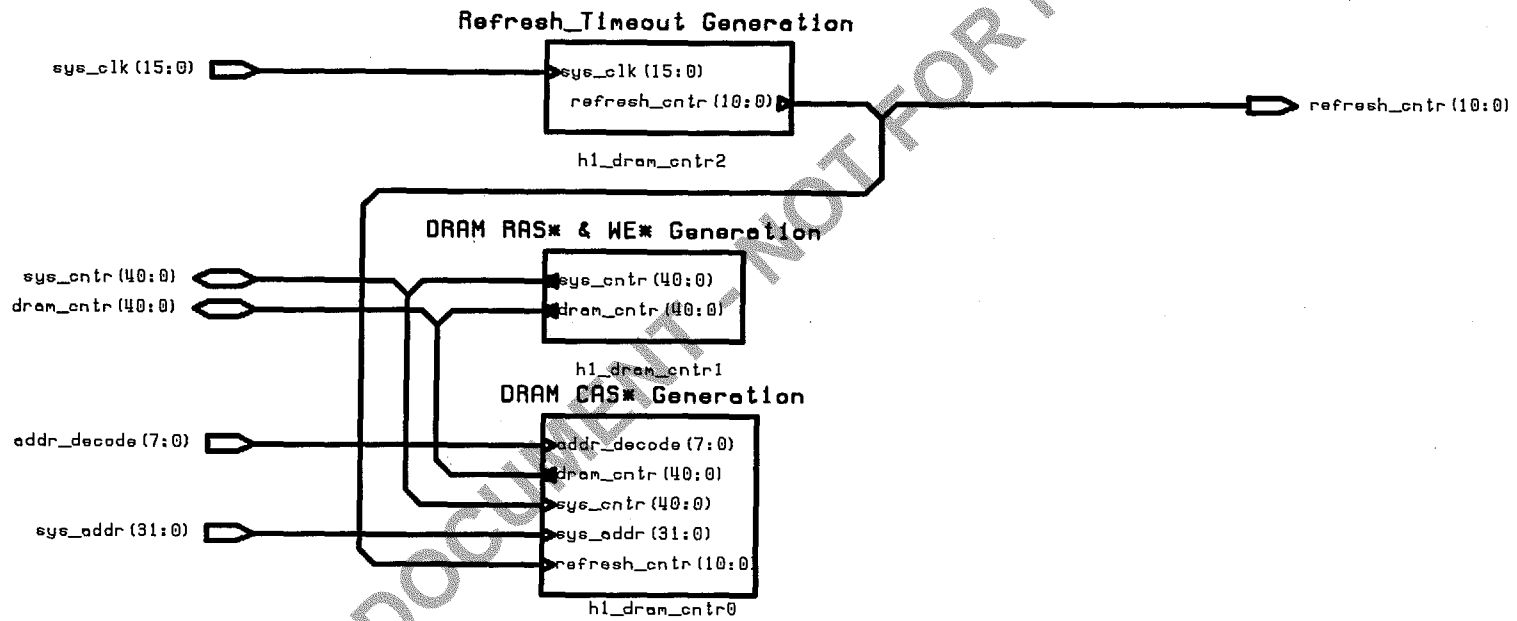 Refresh_Timeout Generation
sys_clk(15:0)
sys_clk(15:0)
refresh_cntr(10:0)
refresh_cntr(10:0)
h1_dram_cntr2
DRAM RAS* & WE* Generation
sys_cntr(40:0)
sys_cntr(40:0)
dram_cntr(40:0)
dram_cntr(40:0)
h1_dram_cntr1
DRAM CAS* Generation
addr_decode(7:0)
addr_decode(7:0)
dram_cntr(40:0)
sys_cntr(40:0)
sys_addr(31:0)
sys_addr(31:0)
refresh_cntr(10:0)
h1_dram_cntr0
DOCUMENT - NOT FOR